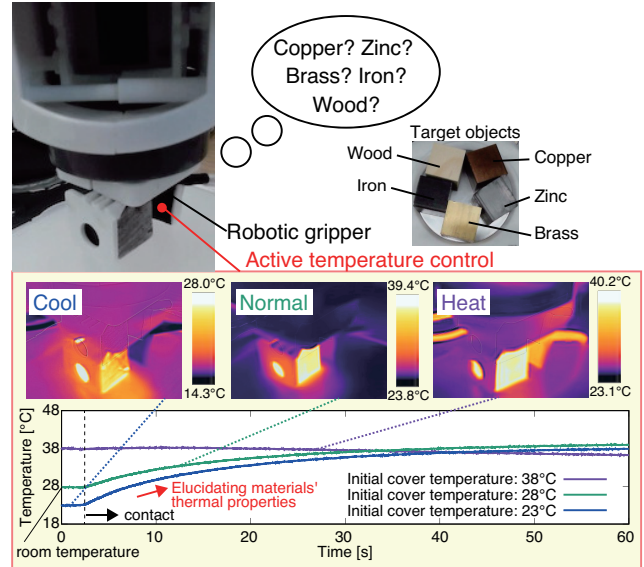 Copper? Zinc?
Brass? Iron?
Wood?
Target objects
Wood
Copper
Iron
Zinc
Brass
Robotic gripper
Active temperature control
Cool
28.0°C
14.3°C
Normal
39.4°C
23.8°C
Heat
40.2°C
23.1°C
Temperature [°C]
48
38
28
18
Elucidating materials'
thermal properties
contact
Initial cover temperature: 38°C
Initial cover temperature: 28°C
Initial cover temperature: 23°C
0 10 20 30 40 50 60
room temperature
Time [s]